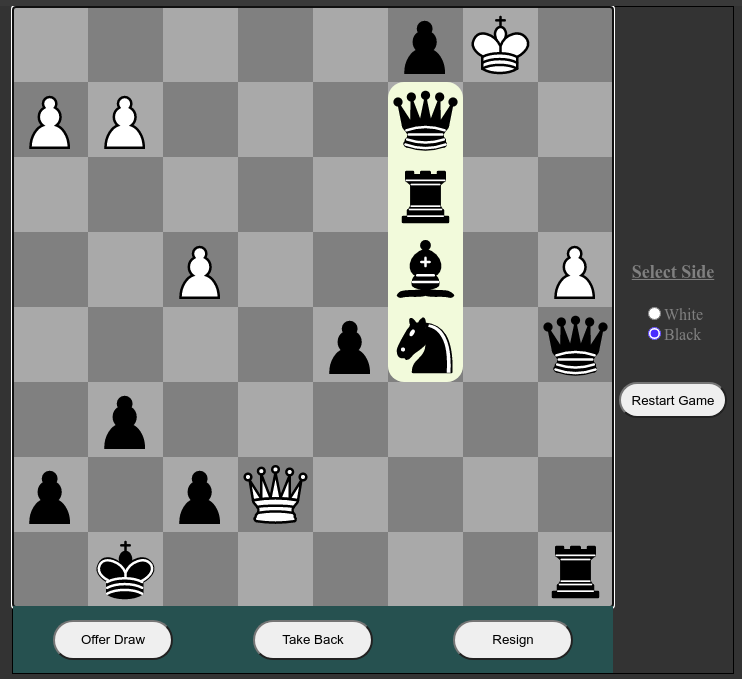 Select Side
White
Black
Restart Game
Offer Draw
Take Back
Resign